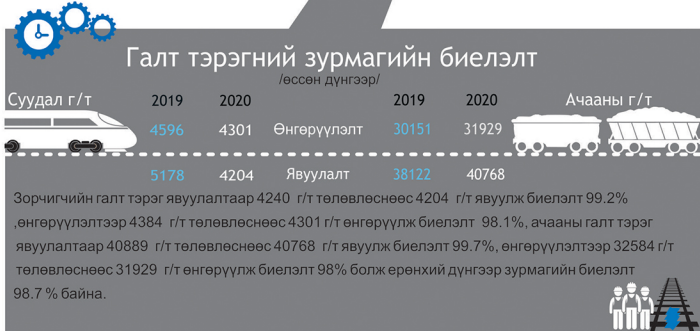 Галт тэрэгний зурмагийн биелэлт
/өссөн дүнгээр/
Суудал г/т 2019 2020 2019 2020 Ачааны г/т
4596 4301 Өнгөрүүлэлт 30151 31929
5178 4204 Явуулалт 38122 40768
Зорчигчийн галт тэрэг явуулалтаар 4240 г/т төлөвлөснөөс 4204 г/т явуулж биелэлт 99.2%
,өнгөрүүлэлтээр 4384 г/т төлөвлөснөөс 4301 г/т өнгөрүүлж биелэлт 98.1%, ачааны галт тэрэг
явуулалтаар 40889 г/т төлөвлөснөөс 40768 г/т явуулж биелэлт 99.7%, өнгөрүүлэлтээр 32584 г/т
төлөвлөснөөс 31929 г/т өнгөрүүлж биелэлт 98% болж ерөнхий дүнгээр зурмагийн биелэлт
98.7 % байна.